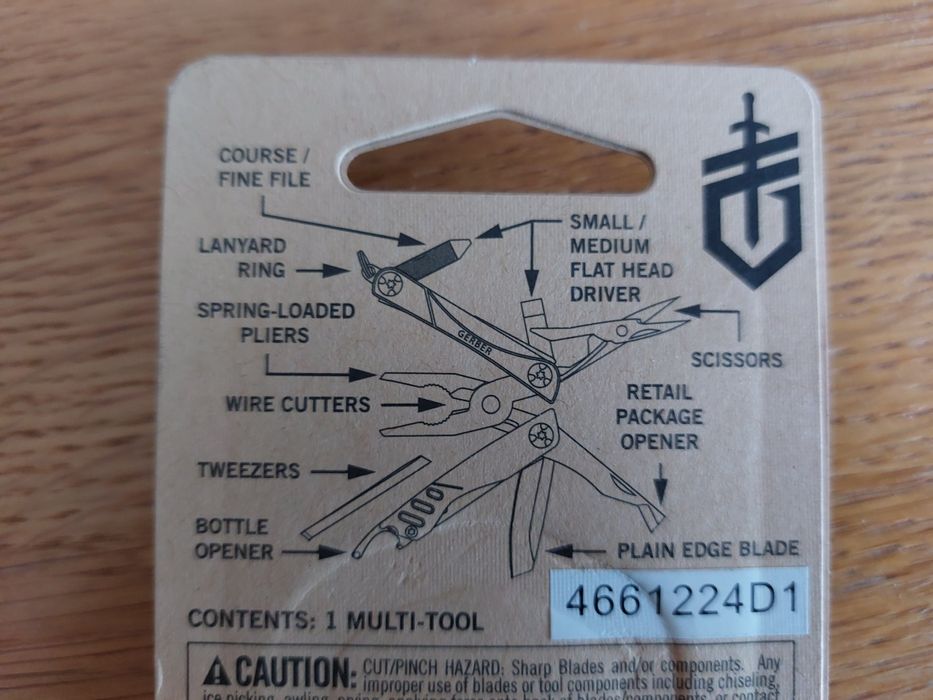 COURSE /
FINE FILE
SMALL /
MEDIUM
FLAT HEAD
DRIVER
LANYARD
RING
SPRING-LOADED
PLIERS
GERBER
SCISSORS
WIRE CUTTERS
RETAIL
PACKAGE
OPENER
TWEEZERS
BOTTLE
OPENER
PLAIN EDGE BLADE
4661224D1
CONTENTS: 1 MULTI-TOOL
CAUTION: CUT/PINCH HAZARD: Sharp Blades and/or components. Any
improper use of blades or tool components including chiseling,